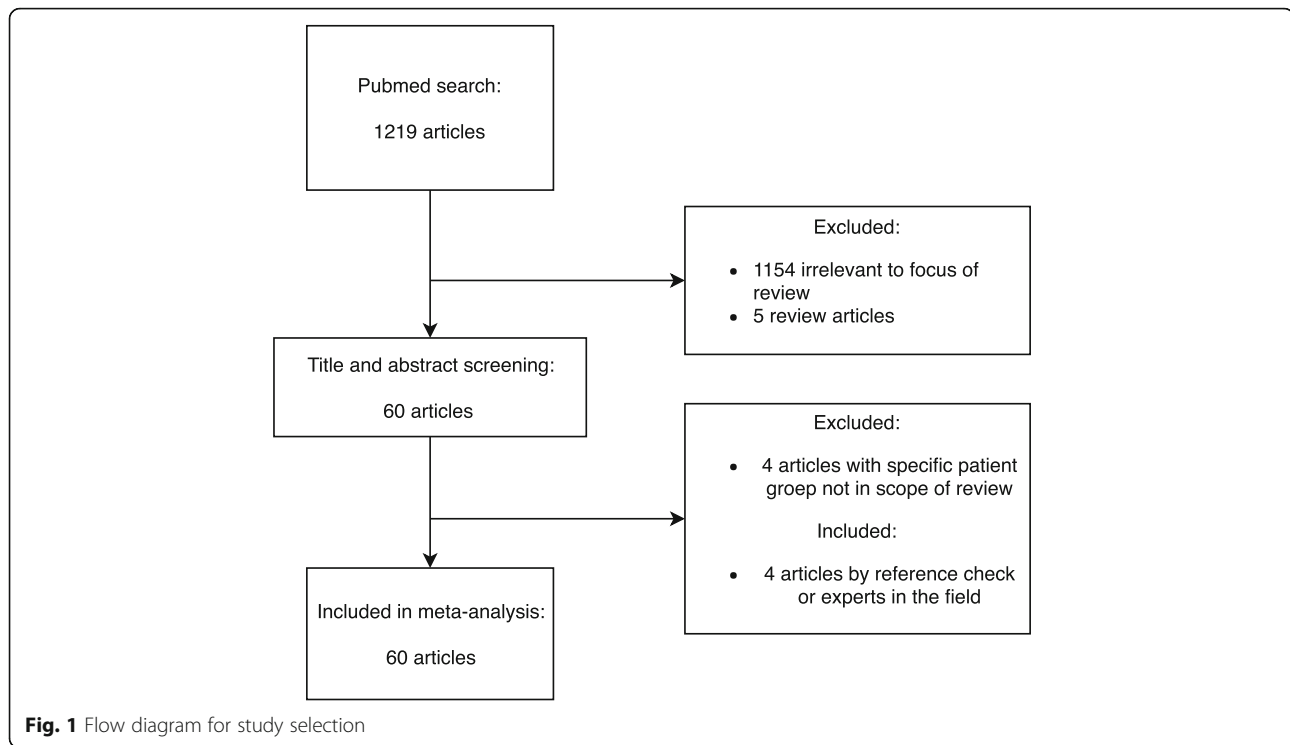 Pubmed search:
1219 articles
Excluded:
• 1154 irrelevant to focus of
review
• 5 review articles
Title and abstract screening:
60 articles
Excluded:
• 4 articles with specific patient
groep not in scope of review
Included:
• 4 articles by reference check
or experts in the field
Included in meta-analysis:
60 articles
Fig. 1 Flow diagram for study selection